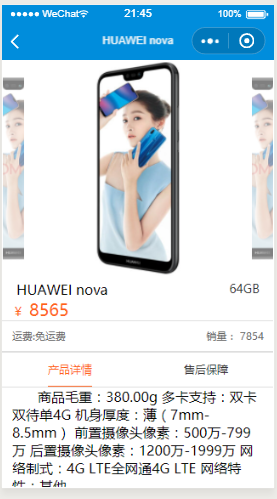 WeChat 21:45 100%
HUAWEI nova
HUAWEI nova 64GB
￥ 8565
运费:免运费 销量： 7854
产品详情 售后保障
商品毛重：380.00g 多卡支持：双卡
双待单4G 机身厚度：薄（7mm-
8.5mm） 前置摄像头像素：500万-799
万 后置摄像头像素：1200万-1999万 网
络制式：4G LTE全网通4G LTE 网络特
性：其他